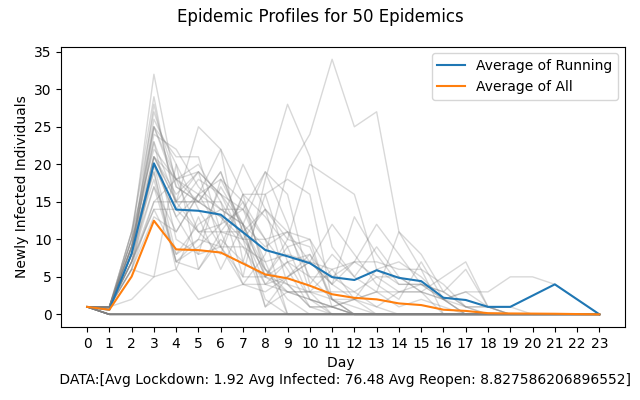 Epidemic Profiles for 50 Epidemics
Newly Infected Individuals
35
30
25
20
15
10
5
0
Average of Running
Average of All
0 1 2 3 4 5 6 7 8 9 10 11 12 13 14 15 16 17 18 19 20 21 22 23
Day
DATA:[Avg Lockdown: 1.92 Avg Infected: 76.48 Avg Reopen: 8.827586206896552]